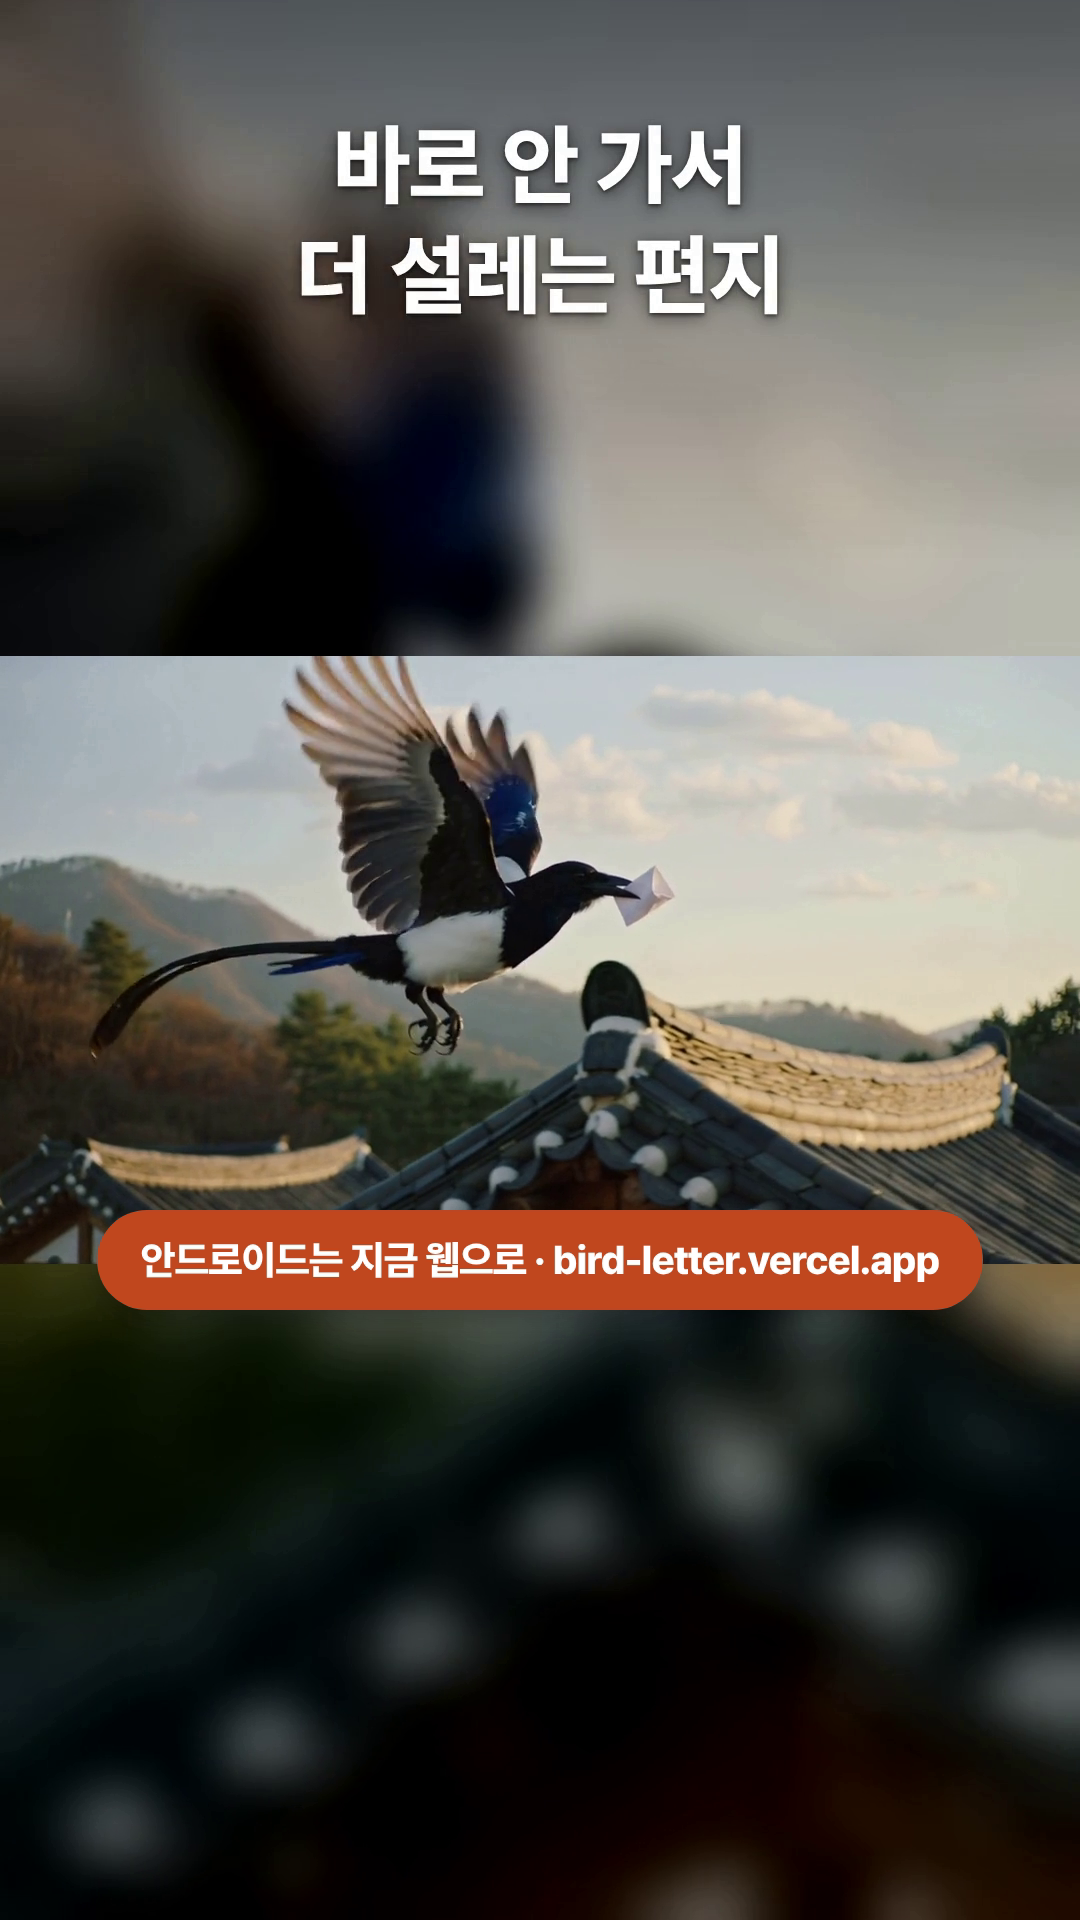 바로 안 가서
더 설레는 편지
안드로이드는 지금 웹으로 · bird-letter.vercel.app